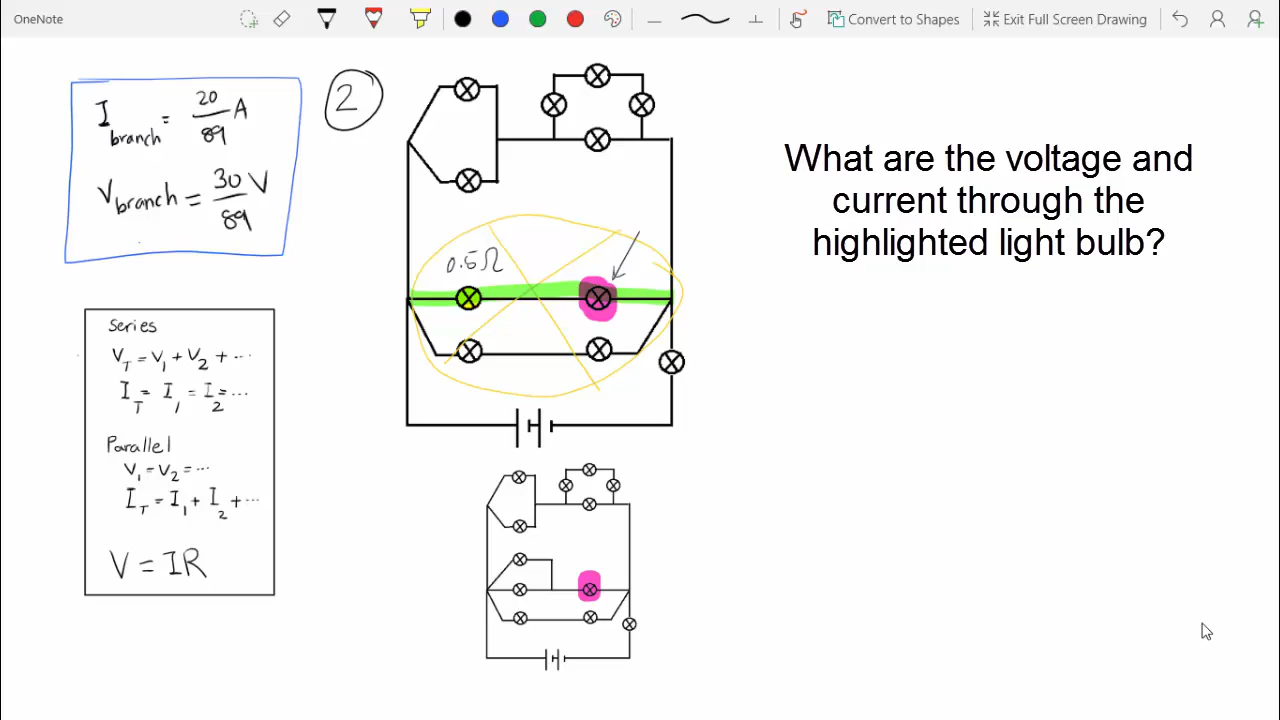 OneNote
Convert to Shapes
Exit Full Screen Drawing
I branch = 20/89 A
V branch = 30/89 V
2
What are the voltage and
current through the
highlighted light bulb?
0.5Ω
Series
V_T = V_1 + V_2 + ...
I_T = I_1 = I_2 = ...
Parallel
V_1 = V_2 = ...
I_T = I_1 + I_2 + ...
V = IR